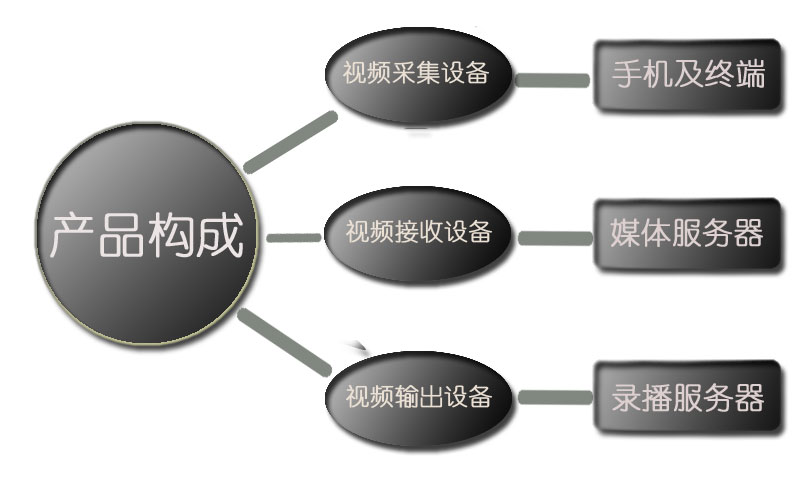 产品构成
视频采集设备
手机及终端
视频接收设备
媒体服务器
视频输出设备
录播服务器